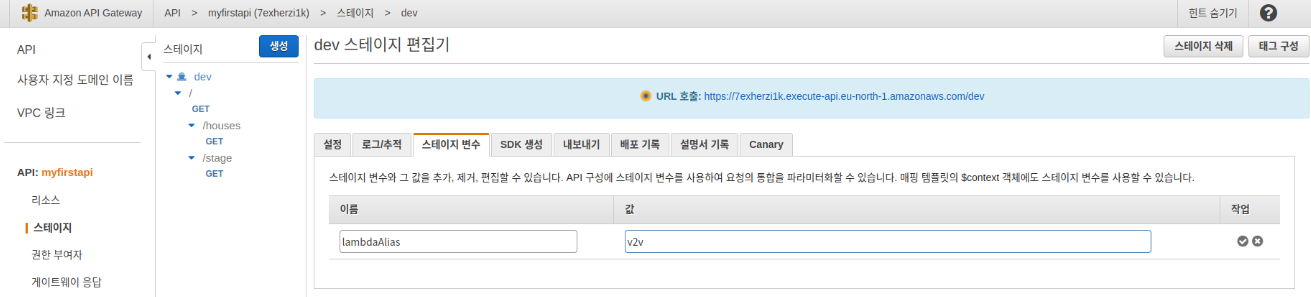 Amazon API Gateway API > myfirstapi (7exherzi1k) > 스테이지 > dev 힌트 숨기기 ?
API
사용자 지정 도메인 이름
VPC 링크
API: myfirstapi
리소스
스테이지
권한 부여자
게이트웨이 응답
스테이지 생성
dev
/
GET
/houses
GET
/stage
GET
dev 스테이지 편집기 스테이지 삭제 태그 구성
URL 호출: https://7exherzi1k.execute-api.eu-north-1.amazonaws.com/dev
설정 로그/추적 스테이지 변수 SDK 생성 내보내기 배포 기록 설명서 기록 Canary
스테이지 변수와 그 값을 추가, 제거, 편집할 수 있습니다. API 구성에 스테이지 변수를 사용하여 요청의 통합을 파라미터화할 수 있습니다. 매핑 템플릿의 $context 객체에도 스테이지 변수를 사용할 수 있습니다.
이름 값 작업
lambdaAlias v2v